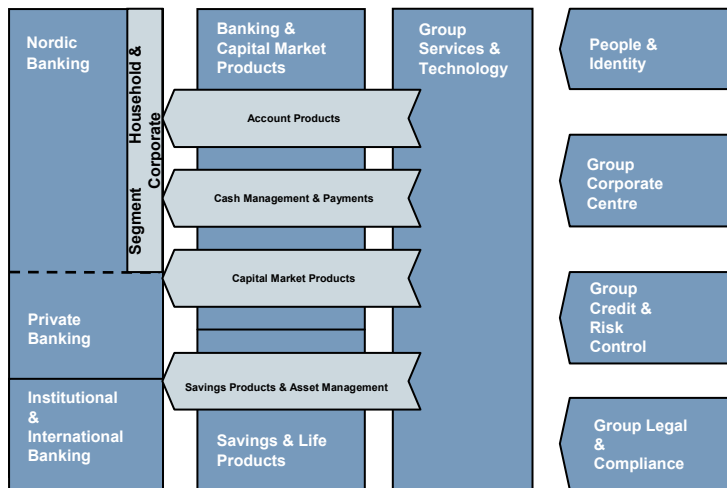 Nordic
Banking
Household &
Corporate
Segment
Private
Banking
Institutional
&
International
Banking
Banking &
Capital Market
Products
Account Products
Cash Management & Payments
Capital Market Products
Savings Products & Asset Management
Savings & Life
Products
Group
Services &
Technology
People &
Identity
Group
Corporate
Centre
Group
Credit &
Risk
Control
Group Legal
&
Compliance